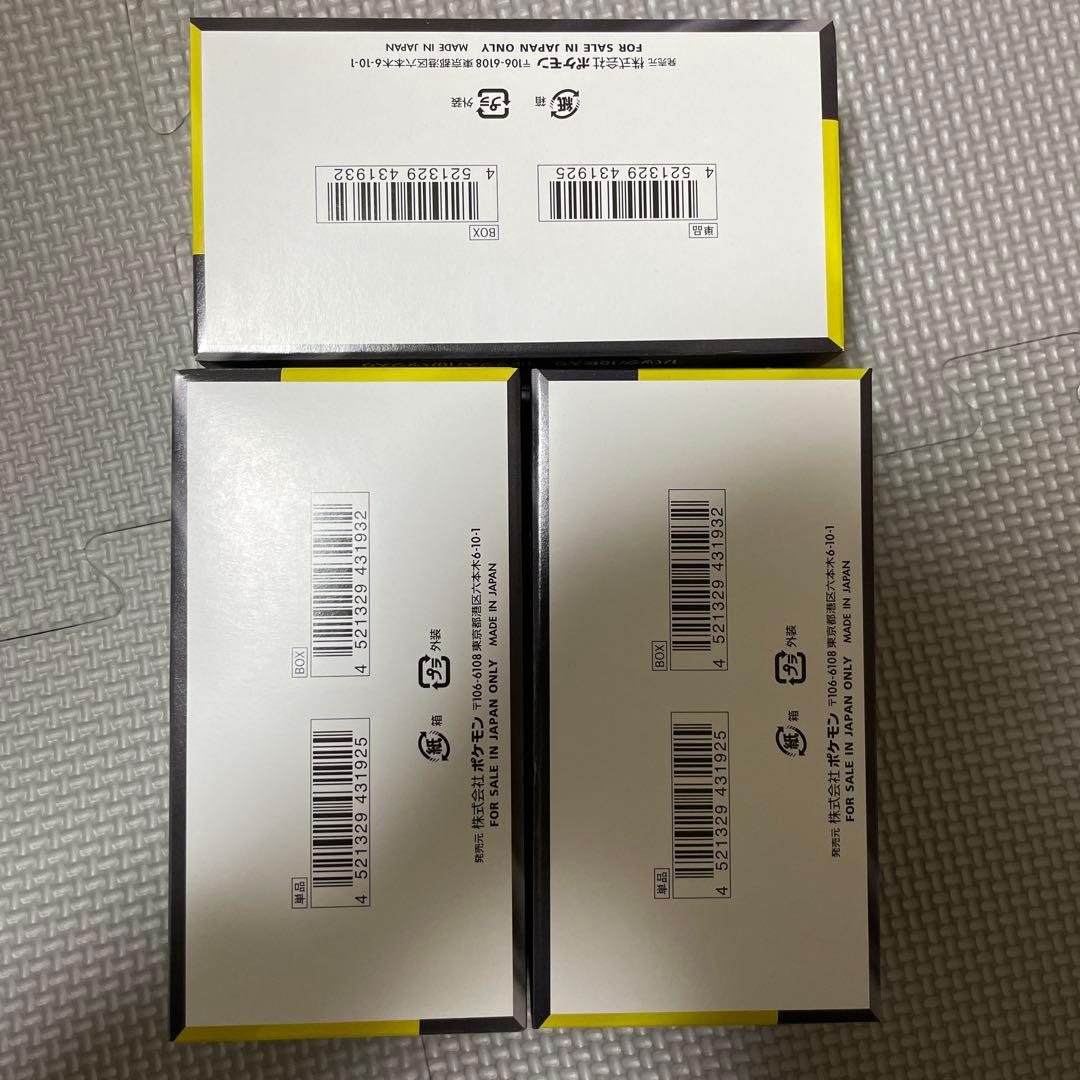 発売元 株式会社 ポケモン 〒106-6108 東京都港区六本木6-10-1
FOR SALE IN JAPAN ONLY MADE IN JAPAN
紙 箱 プラ 外装
単品
4 521329 431925
BOX
4 521329 431932
BOX
4 521329 431932
単品
4 521329 431925
プラ 外装
紙 箱
発売元 株式会社 ポケモン 〒106-6108 東京都港区六本木6-10-1
FOR SALE IN JAPAN ONLY MADE IN JAPAN
BOX
4 521329 431932
単品
4 521329 431925
プラ 外装
紙 箱
発売元 株式会社 ポケモン 〒106-6108 東京都港区六本木6-10-1
FOR SALE IN JAPAN ONLY MADE IN JAPAN